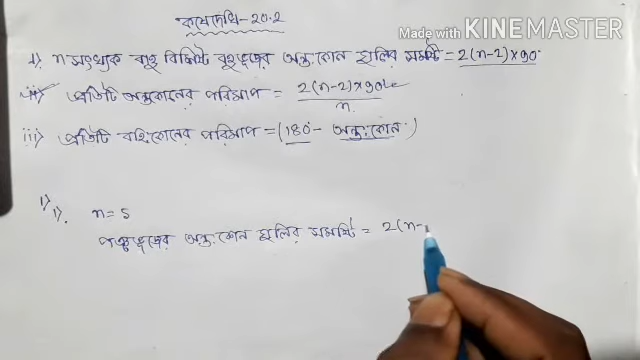 কষে দেখি-20.2
Made with KINEMASTER
i) n সংখ্যক বাহু বিশিষ্ট বহুভুজের অন্তঃকোন গুলির সমষ্টি = 2(n-2)×90°
ii) প্রতিটি অন্তঃকোনের পরিমাপ = 2(n-2)×90° / n
iii) প্রতিটি বহিঃকোনের পরিমাপ = (180° - অন্তঃকোন)
1) i). n = 5
পঞ্চভুজের অন্তঃকোন গুলির সমষ্টি = 2(n-